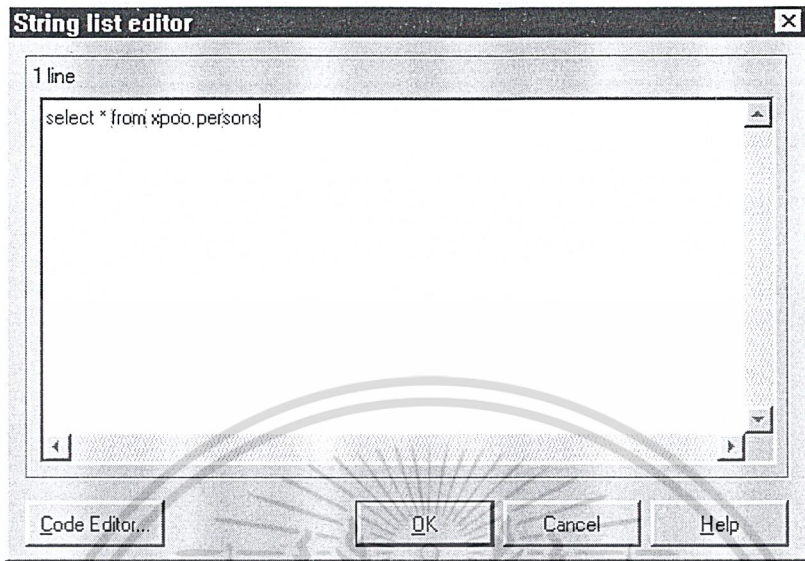 String list editor
1 line
select * from xpoo.persons
Code Editor...
OK
Cancel
Help